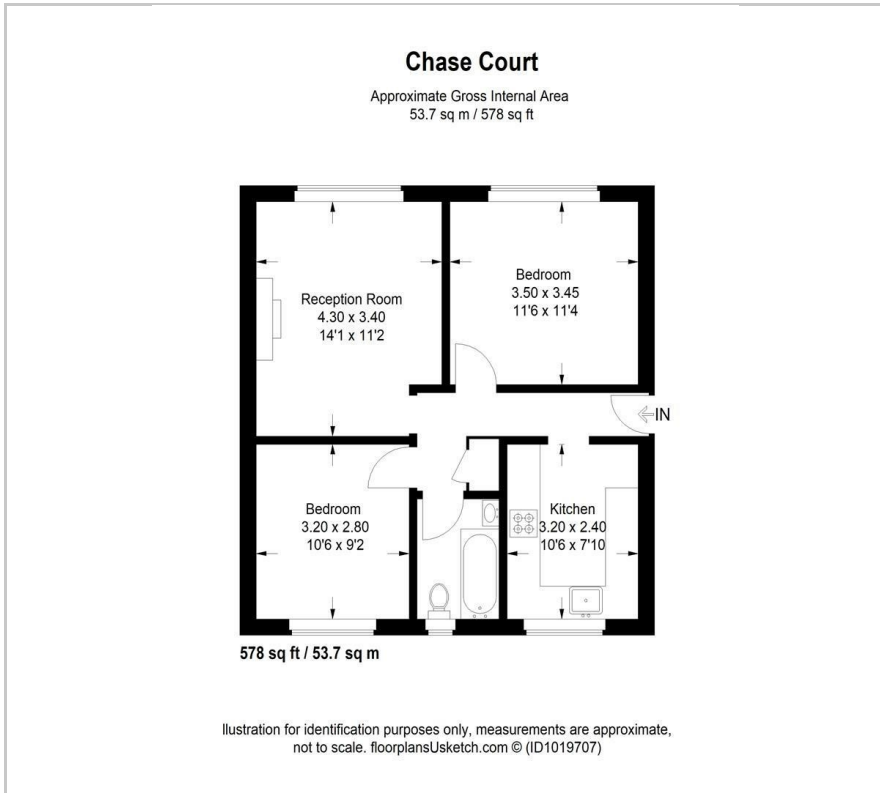 Chase Court
Approximate Gross Internal Area
53.7 sq m / 578 sq ft
Reception Room
4.30 x 3.40
14'1 x 11'2
Bedroom
3.50 x 3.45
11'6 x 11'4
IN
Bedroom
3.20 x 2.80
10'6 x 9'2
Kitchen
3.20 x 2.40
10'6 x 7'10
578 sq ft / 53.7 sq m
Illustration for identification purposes only, measurements are approximate,
not to scale. floorplansUsketch.com © (ID1019707)